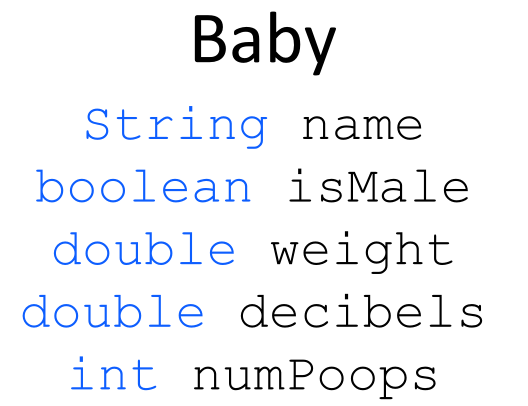 Baby
String name
boolean isMale
double weight
double decibels
int numPoops